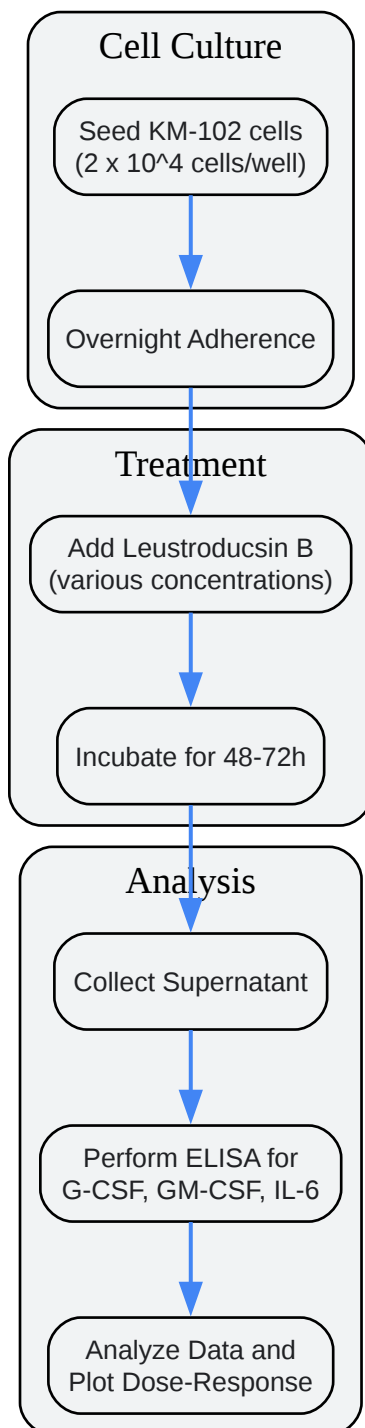 Cell Culture
Seed KM-102 cells
(2 x 10^4 cells/well)
Overnight Adherence
Treatment
Add Leustroducsin B
(various concentrations)
Incubate for 48-72h
Analysis
Collect Supernatant
Perform ELISA for
G-CSF, GM-CSF, IL-6
Analyze Data and
Plot Dose-Response